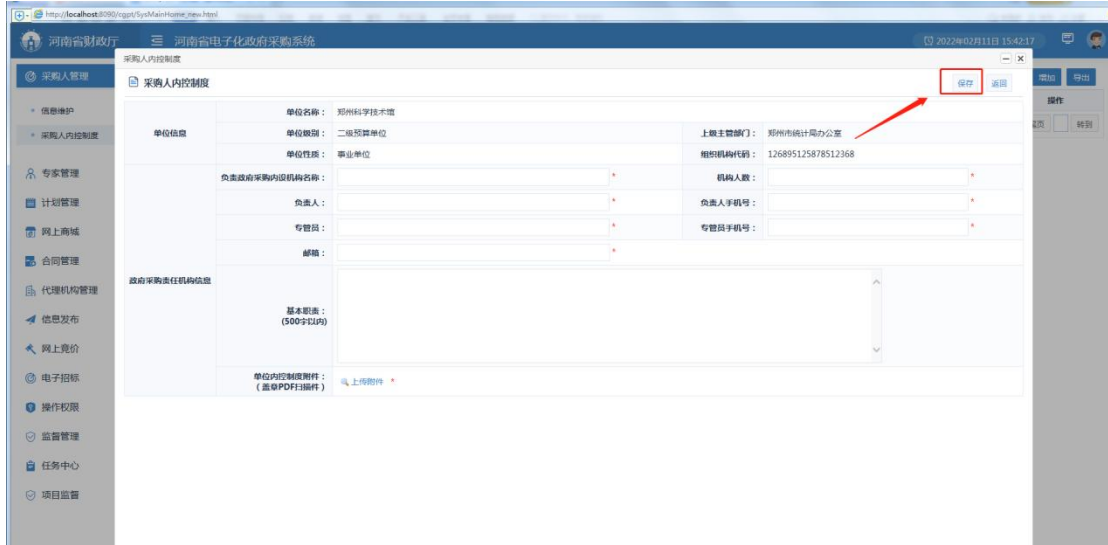 http://localhost:8090/cgpt/SysMainHome_new.html
河南省财政厅 河南省电子化政府采购系统 2022年02月11日 15:42:17
采购人内控制度
采购人管理 采购人内控制度 保存 返回 增加 导出
信息维护 单位名称： 郑州科学技术馆 操作
采购人内控制度 单位信息 单位级别： 二级预算单位 上级主管部门： 郑州市统计局办公室 转到
单位性质： 事业单位 组织机构代码： 126895125878512368
专家管理 负责政府采购内设机构名称： * 机构人数： *
计划管理 负责人： * 负责人手机号： *
网上商城 专管员： * 专管员手机号： *
合同管理 邮箱： *
代理机构管理 政府采购责任机构信息
信息发布 基本职责：
(500字以内)
网上竞价
电子招标 单位内控制度附件： 上传附件 *
(盖章PDF扫描件)
操作权限
监督管理
任务中心
项目监督